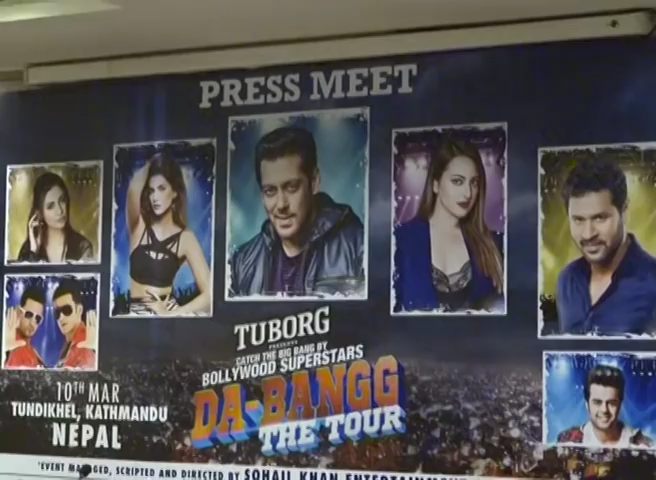 PRESS MEET
TUBORG
PRESENTS
CATCH THE BIG BANG BY
BOLLYWOOD SUPERSTARS
DA-BANGG
THE TOUR
10TH MAR
TUNDIKHEL, KATHMANDU
NEPAL
*EVENT MANAGED, SCRIPTED AND DIRECTED BY SOHAIL KHAN ENTERTAINMENT